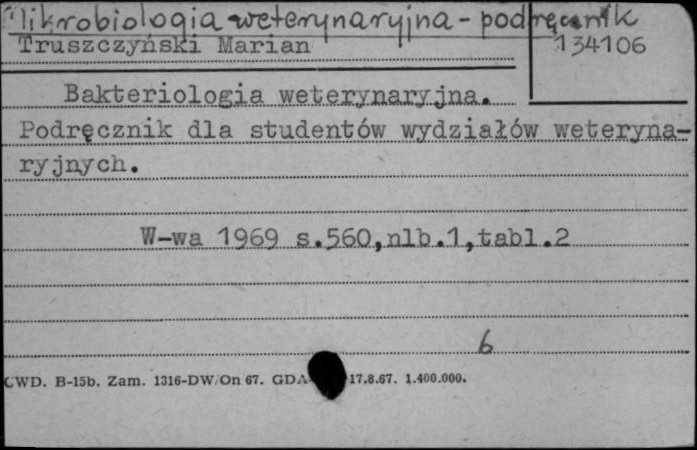 Mikrobiologia weterynaryjna - podręcznik
Truszczyński Marian
134106
Bakteriologia weterynaryjna.
Podręcznik dla studentów wydziałów weteryna-
ryjnych.
W-wa 1969 s.560,nlb.1,tabl.2
6
CWD. B-15b. Zam. 1316-DW/On 67. GDA 17.8.67. 1.400.000.